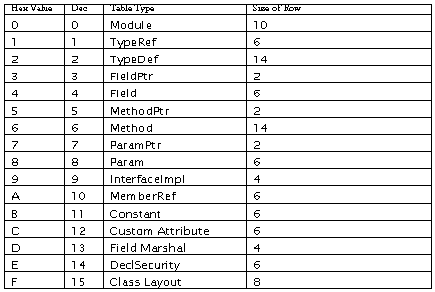 Hex Value Dec Table Type Size of Row
0 0 Module 10
1 1 TypeRef 6
2 2 TypeDef 14
3 3 FieldPtr 2
4 4 Field 6
5 5 MethodPtr 2
6 6 Method 14
7 7 ParamPtr 2
8 8 Param 6
9 9 InterfaceImpl 4
A 10 MemberRef 6
B 11 Constant 6
C 12 Custom Attribute 6
D 13 Field Marshal 4
E 14 DeclSecurity 6
F 15 Class Layout 8